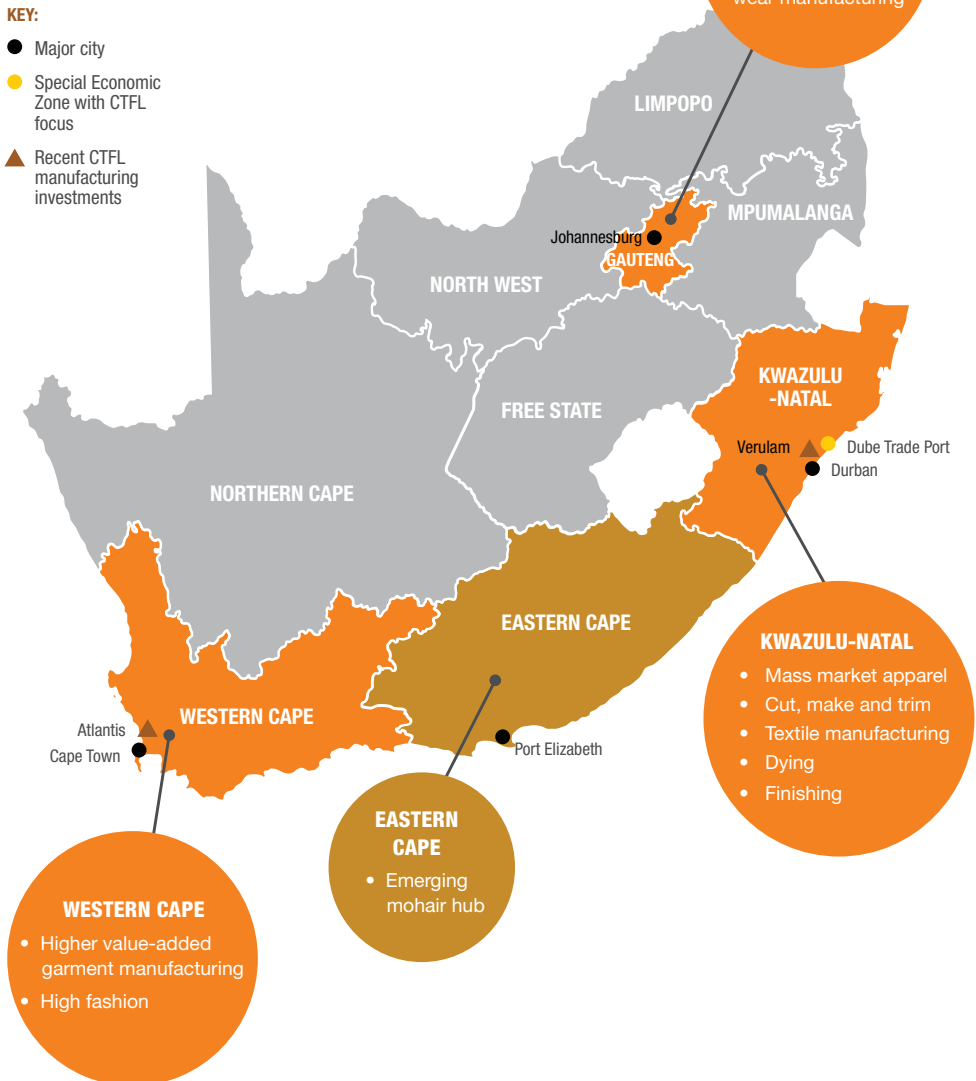 wear manufacturing
KEY:
Major city
Special Economic
Zone with CTFL
focus
Recent CTFL
manufacturing
investments
LIMPOPO
MPUMALANGA
Johannesburg
GAUTENG
NORTH WEST
KWAZULU
-NATAL
FREE STATE
Verulam
Dube Trade Port
Durban
NORTHERN CAPE
EASTERN CAPE
WESTERN CAPE
Atlantis
Cape Town
Port Elizabeth
KWAZULU-NATAL
• Mass market apparel
• Cut, make and trim
• Textile manufacturing
• Dying
• Finishing
EASTERN
CAPE
• Emerging
mohair hub
WESTERN CAPE
• Higher value-added
garment manufacturing
• High fashion